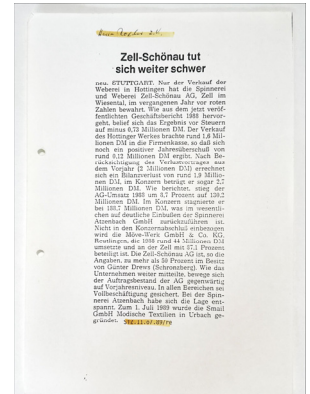 Zell-Schönau tut
sich weiter schwer
neu. STUTTGART. Nur der Verkauf der
Weberei in Hottingen hat die Spinnerei
und Weberei Zell-Schönau AG, Zell im
Wiesental, im vergangenen Jahr vor roten
Zahlen bewahrt. Wie aus dem jetzt veröf-
fentlichten Geschäftsbericht 1988 hervor-
geht, belief sich das Ergebnis vor Steuern
auf minus 0,73 Millionen DM. Der Verkauf
des Hottinger Werkes brachte rund 1,6 Mil-
lionen DM in die Firmenkasse, so daß sich
noch ein positiver Jahresüberschuß von
rund 0,12 Millionen DM ergibt. Nach Be-
rücksichtigung des Verlustvortrages aus
dem Vorjahr (2 Millionen DM) errechnet
sich ein Bilanzverlust von rund 1,9 Millio-
nen DM, im Konzern beträgt er sogar 2,5
Millionen DM. Wie berichtet, stieg der
AG-Umsatz 1988 um 8,7 Prozent auf 139,2
Millionen DM. Im Konzern stagnierte er
bei 188,7 Millionen DM, was im wesentli-
chen auf deutliche Einbußen der Spinnerei
Atzenbach GmbH zurückzuführen ist.
Nicht in den Konzernabschluß einbezogen
wird die Möve-Werk GmbH & Co. KG.
Reutlingen, die 1988 rund 44 Millionen DM
umsetzte und an der Zell mit 57,1 Prozent
beteiligt ist. Die Zell-Schönau AG ist, so die
Angaben, zu mehr als 50 Prozent im Besitz
von Günter Drews (Schramberg). Wie das
Unternehmen weiter mitteilte, bewege sich
der Auftragsbestand der AG gegenwärtig
auf Vorjahresniveau. In allen Bereichen sei
Vollbeschäftigung gesichert. Bei der Spin-
nerei Atzenbach habe sich die Lage ent-
spannt. Zum 1. Juli 1989 wurde die Smail
GmbH Modische Textilien in Urbach ge-
gründet.